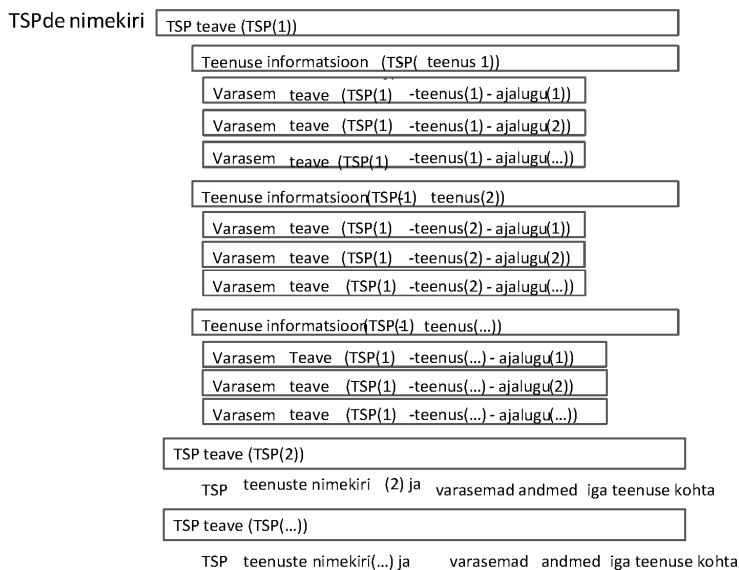 TSPde nimekiri
TSP teave (TSP(1))
Teenuse informatsioon (TSP( teenus 1))
Varasem teave (TSP(1) -teenus(1) - ajalugu(1))
Varasem teave (TSP(1) -teenus(1) - ajalugu(2))
Varasem teave (TSP(1) -teenus(1) - ajalugu(...))
Teenuse informatsioon(TSP(-1) teenus(2))
Varasem teave (TSP(1) -teenus(2) - ajalugu(1))
Varasem teave (TSP(1) -teenus(2) - ajalugu(2))
Varasem teave (TSP(1) -teenus(2) - ajalugu(...))
Teenuse informatsioon(TSP(-1) teenus(...))
Varasem Teave (TSP(1) -teenus(...) - ajalugu(1))
Varasem teave (TSP(1) -teenus(...) - ajalugu(2))
Varasem teave (TSP(1) -teenus(...) - ajalugu(...))
TSP teave (TSP(2))
TSP teenuste nimekiri (2) ja varasemad andmed iga teenuse kohta
TSP teave (TSP(...))
TSP teenuste nimekiri(...) ja varasemad andmed iga teenuse kohta